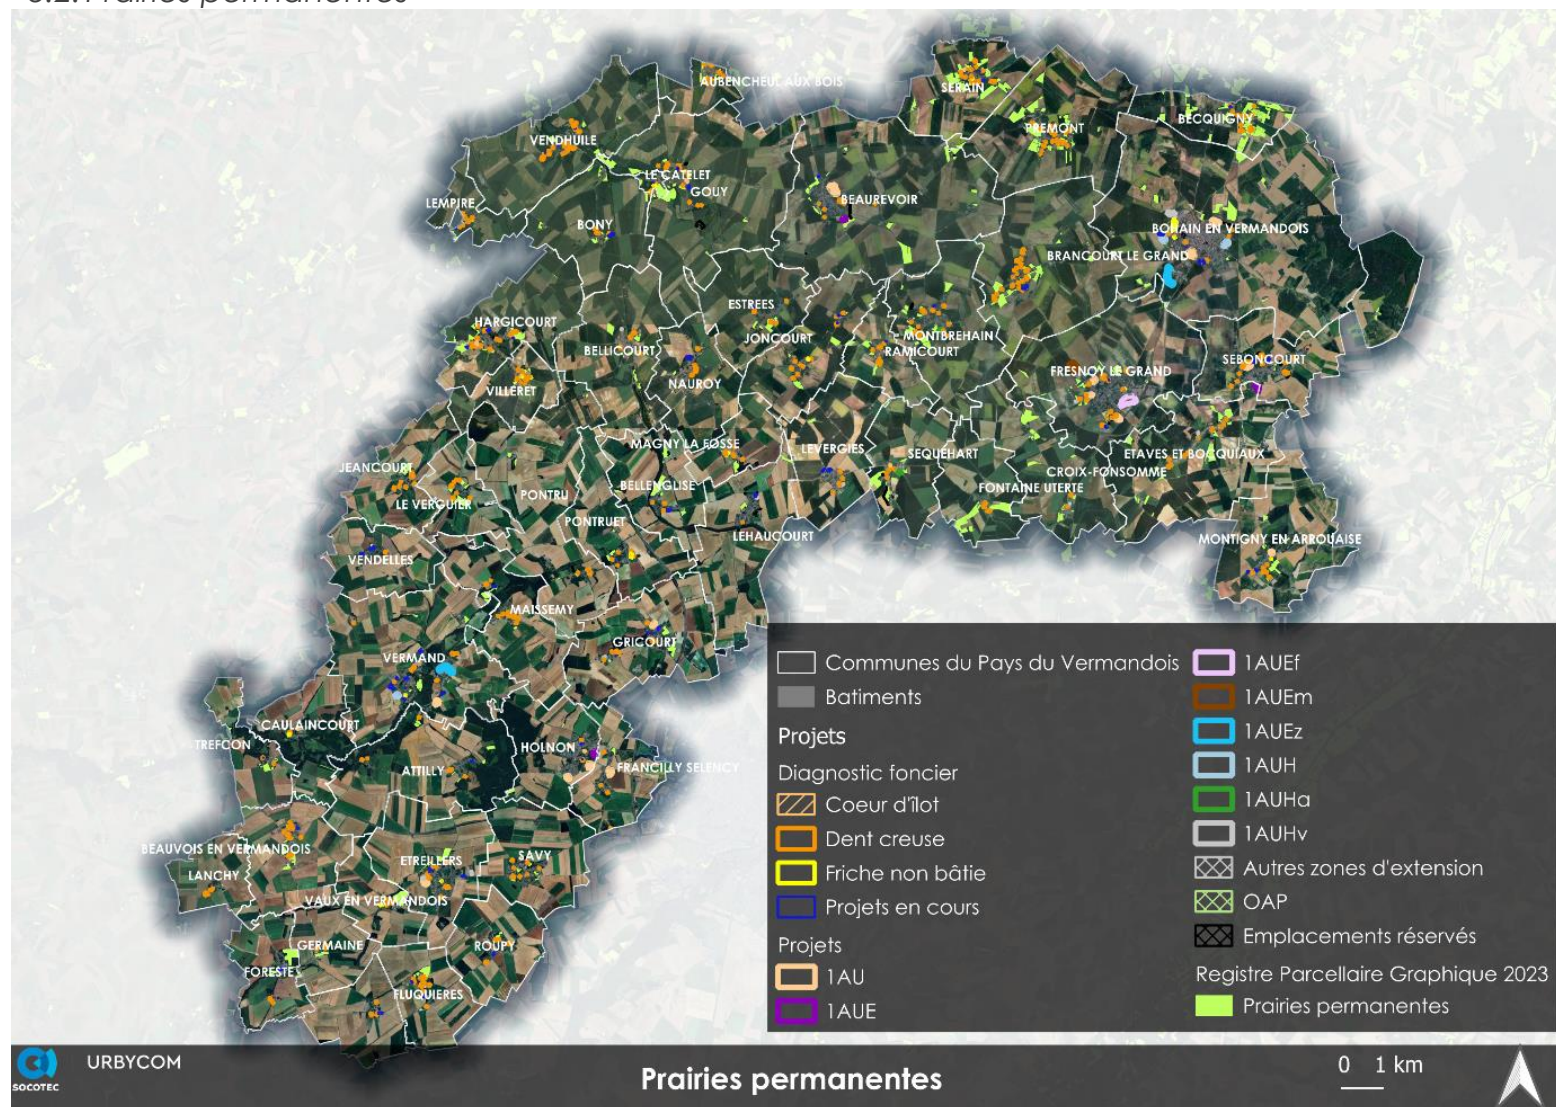 Prairies permanentes
AUBENCHEUL AUX BOIS
SERAIN
BECQUIGNY
PREMONT
VENDHUILE
LE CATELET
GOUY
BEAUREVOIR
LEMPIRE
BONY
BOHAIN EN VERMANDOIS
BRANCOURT LE GRAND
ESTREES
HARGICOURT
JONCOURT
MONTBREHAIN
BELLICOURT
RAMICOURT
SEBONCOURT
NAUROY
FRESNOY LE GRAND
VILLERET
MAGNY LA FOSSE
LEVERGIES
SEQUEHART
ETAVES ET BOCQUIAUX
JEANCOURT
CROIX-FONSOMME
BELLENGLISE
FONTAINE UTERTE
LE VERGUIER
PONTRU
PONTRUET
LEHAUCOURT
MONTIGNY EN ARROUAISE
VENDELLES
MAISSEMY
GRICOURT
VERMAND
CAULAINCOURT
TREFCON
HOLNON
ATTILLY
FRANCILLY SELENCY
BEAUVOIS EN VERMANDOIS
ETREILLERS
SAVY
LANCHY
VAUX EN VERMANDOIS
GERMAINE
ROUPY
FORESTE
FLUQUIERES
Communes du Pays du Vermandois
Batiments
Projets
Diagnostic foncier
Coeur d'îlot
Dent creuse
Friche non bâtie
Projets en cours
Projets
1AU
1AUE
1AUEf
1AUEm
1AUEz
1AUH
1AUHa
1AUHv
Autres zones d'extension
OAP
Emplacements réservés
Registre Parcellaire Graphique 2023
Prairies permanentes
SOCOTEC
URBYCOM
Prairies permanentes
0 1 km